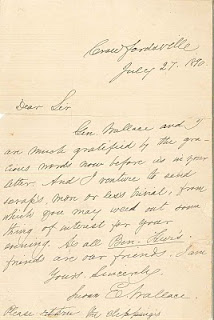 Crawfordsville
July 27. 1890.
Dear Sir
Gen. Wallace and I
are much gratified by the gra-
cious words now before us in your
letter. And I venture to send
scraps more or less trivial, from
which you may weed out some
thing of interest for your
evening. As all Ben-Hur's
friends are our friends. I am
Yours Sincerely
Susan E. Wallace.
Please return the clippings